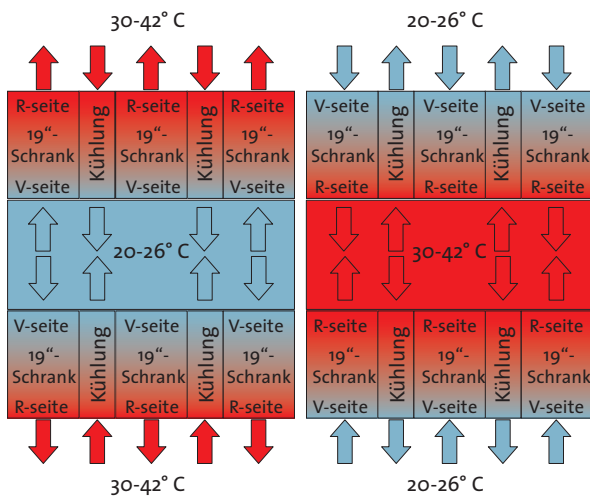 30-42° C
R-seite
19“-
Schrank
V-seite
Kühlung
R-seite
19“-
Schrank
V-seite
Kühlung
R-seite
19“-
Schrank
V-seite
20-26° C
V-seite
19“-
Schrank
R-seite
Kühlung
V-seite
19“-
Schrank
R-seite
Kühlung
V-seite
19“-
Schrank
R-seite
30-42° C
20-26° C
V-seite
19“-
Schrank
R-seite
Kühlung
V-seite
19“-
Schrank
R-seite
Kühlung
V-seite
19“-
Schrank
R-seite
30-42° C
R-seite
19“-
Schrank
V-seite
Kühlung
R-seite
19“-
Schrank
V-seite
Kühlung
R-seite
19“-
Schrank
V-seite
20-26° C